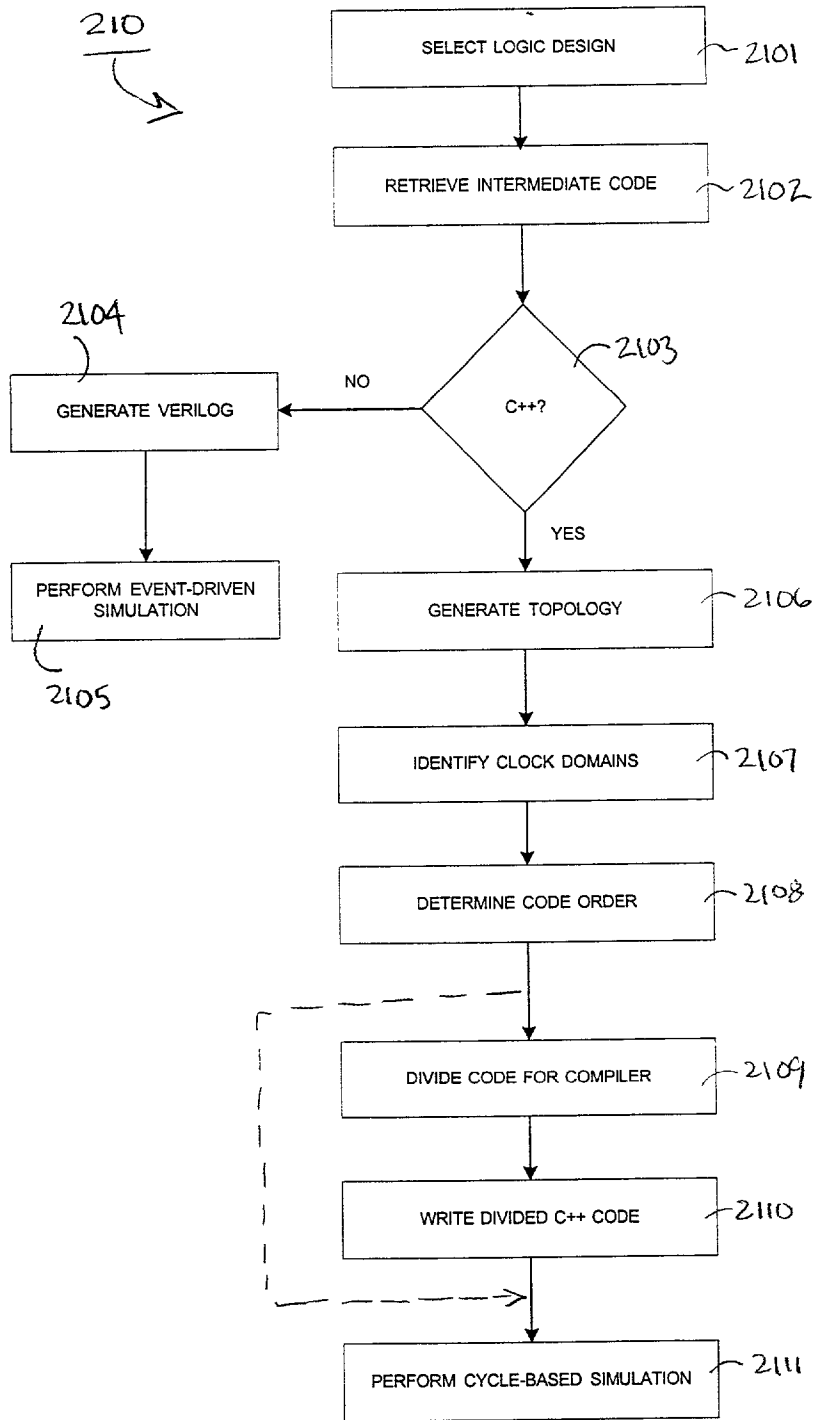 210
SELECT LOGIC DESIGN
2101
RETRIEVE INTERMEDIATE CODE
2102
2104
2103
GENERATE VERILOG
NO
C++?
YES
PERFORM EVENT-DRIVEN
SIMULATION
2105
GENERATE TOPOLOGY
2106
IDENTIFY CLOCK DOMAINS
2107
DETERMINE CODE ORDER
2108
DIVIDE CODE FOR COMPILER
2109
WRITE DIVIDED C++ CODE
2110
PERFORM CYCLE-BASED SIMULATION
2111